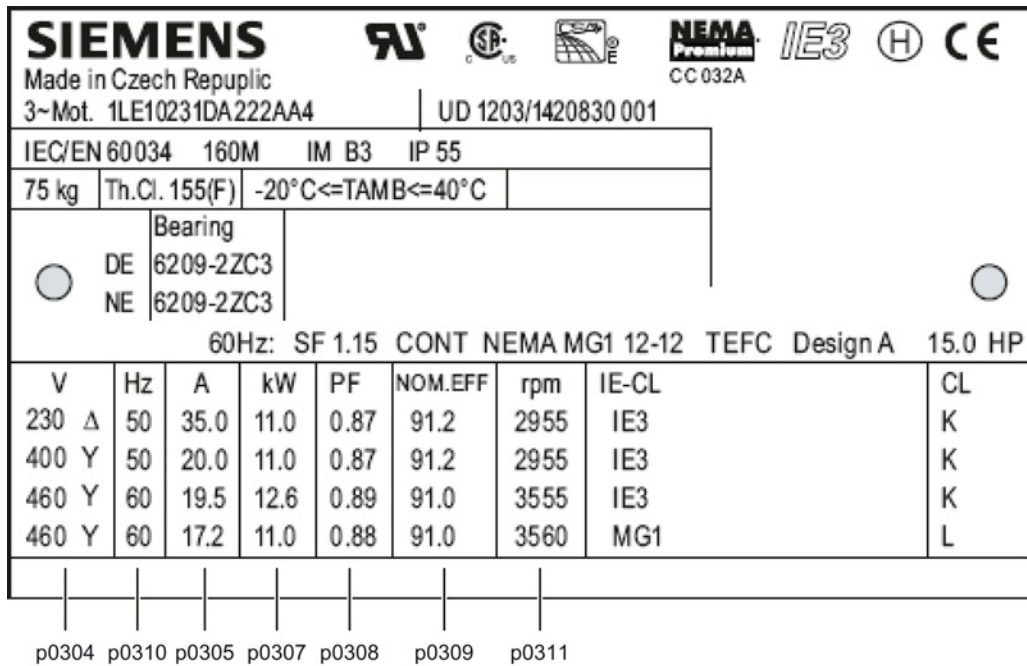 SIEMENS
Made in Czech Repuplic
NEMA
Premium
CC 032A
IE3 H CE
3~Mot. 1LE10231DA222AA4 UD 1203/1420830 001
IEC/EN 60034 160M IM B3 IP 55
75 kg Th.Cl. 155(F) -20°C<=TAMB<=40°C
Bearing
DE 6209-2ZC3
NE 6209-2ZC3
60Hz: SF 1.15 CONT NEMA MG1 12-12 TEFC Design A 15.0 HP
V Hz A kW PF NOM.EFF rpm IE-CL CL
230 Δ 50 35.0 11.0 0.87 91.2 2955 IE3 K
400 Y 50 20.0 11.0 0.87 91.2 2955 IE3 K
460 Y 60 19.5 12.6 0.89 91.0 3555 IE3 K
460 Y 60 17.2 11.0 0.88 91.0 3560 MG1 L
p0304 p0310 p0305 p0307 p0308 p0309 p0311